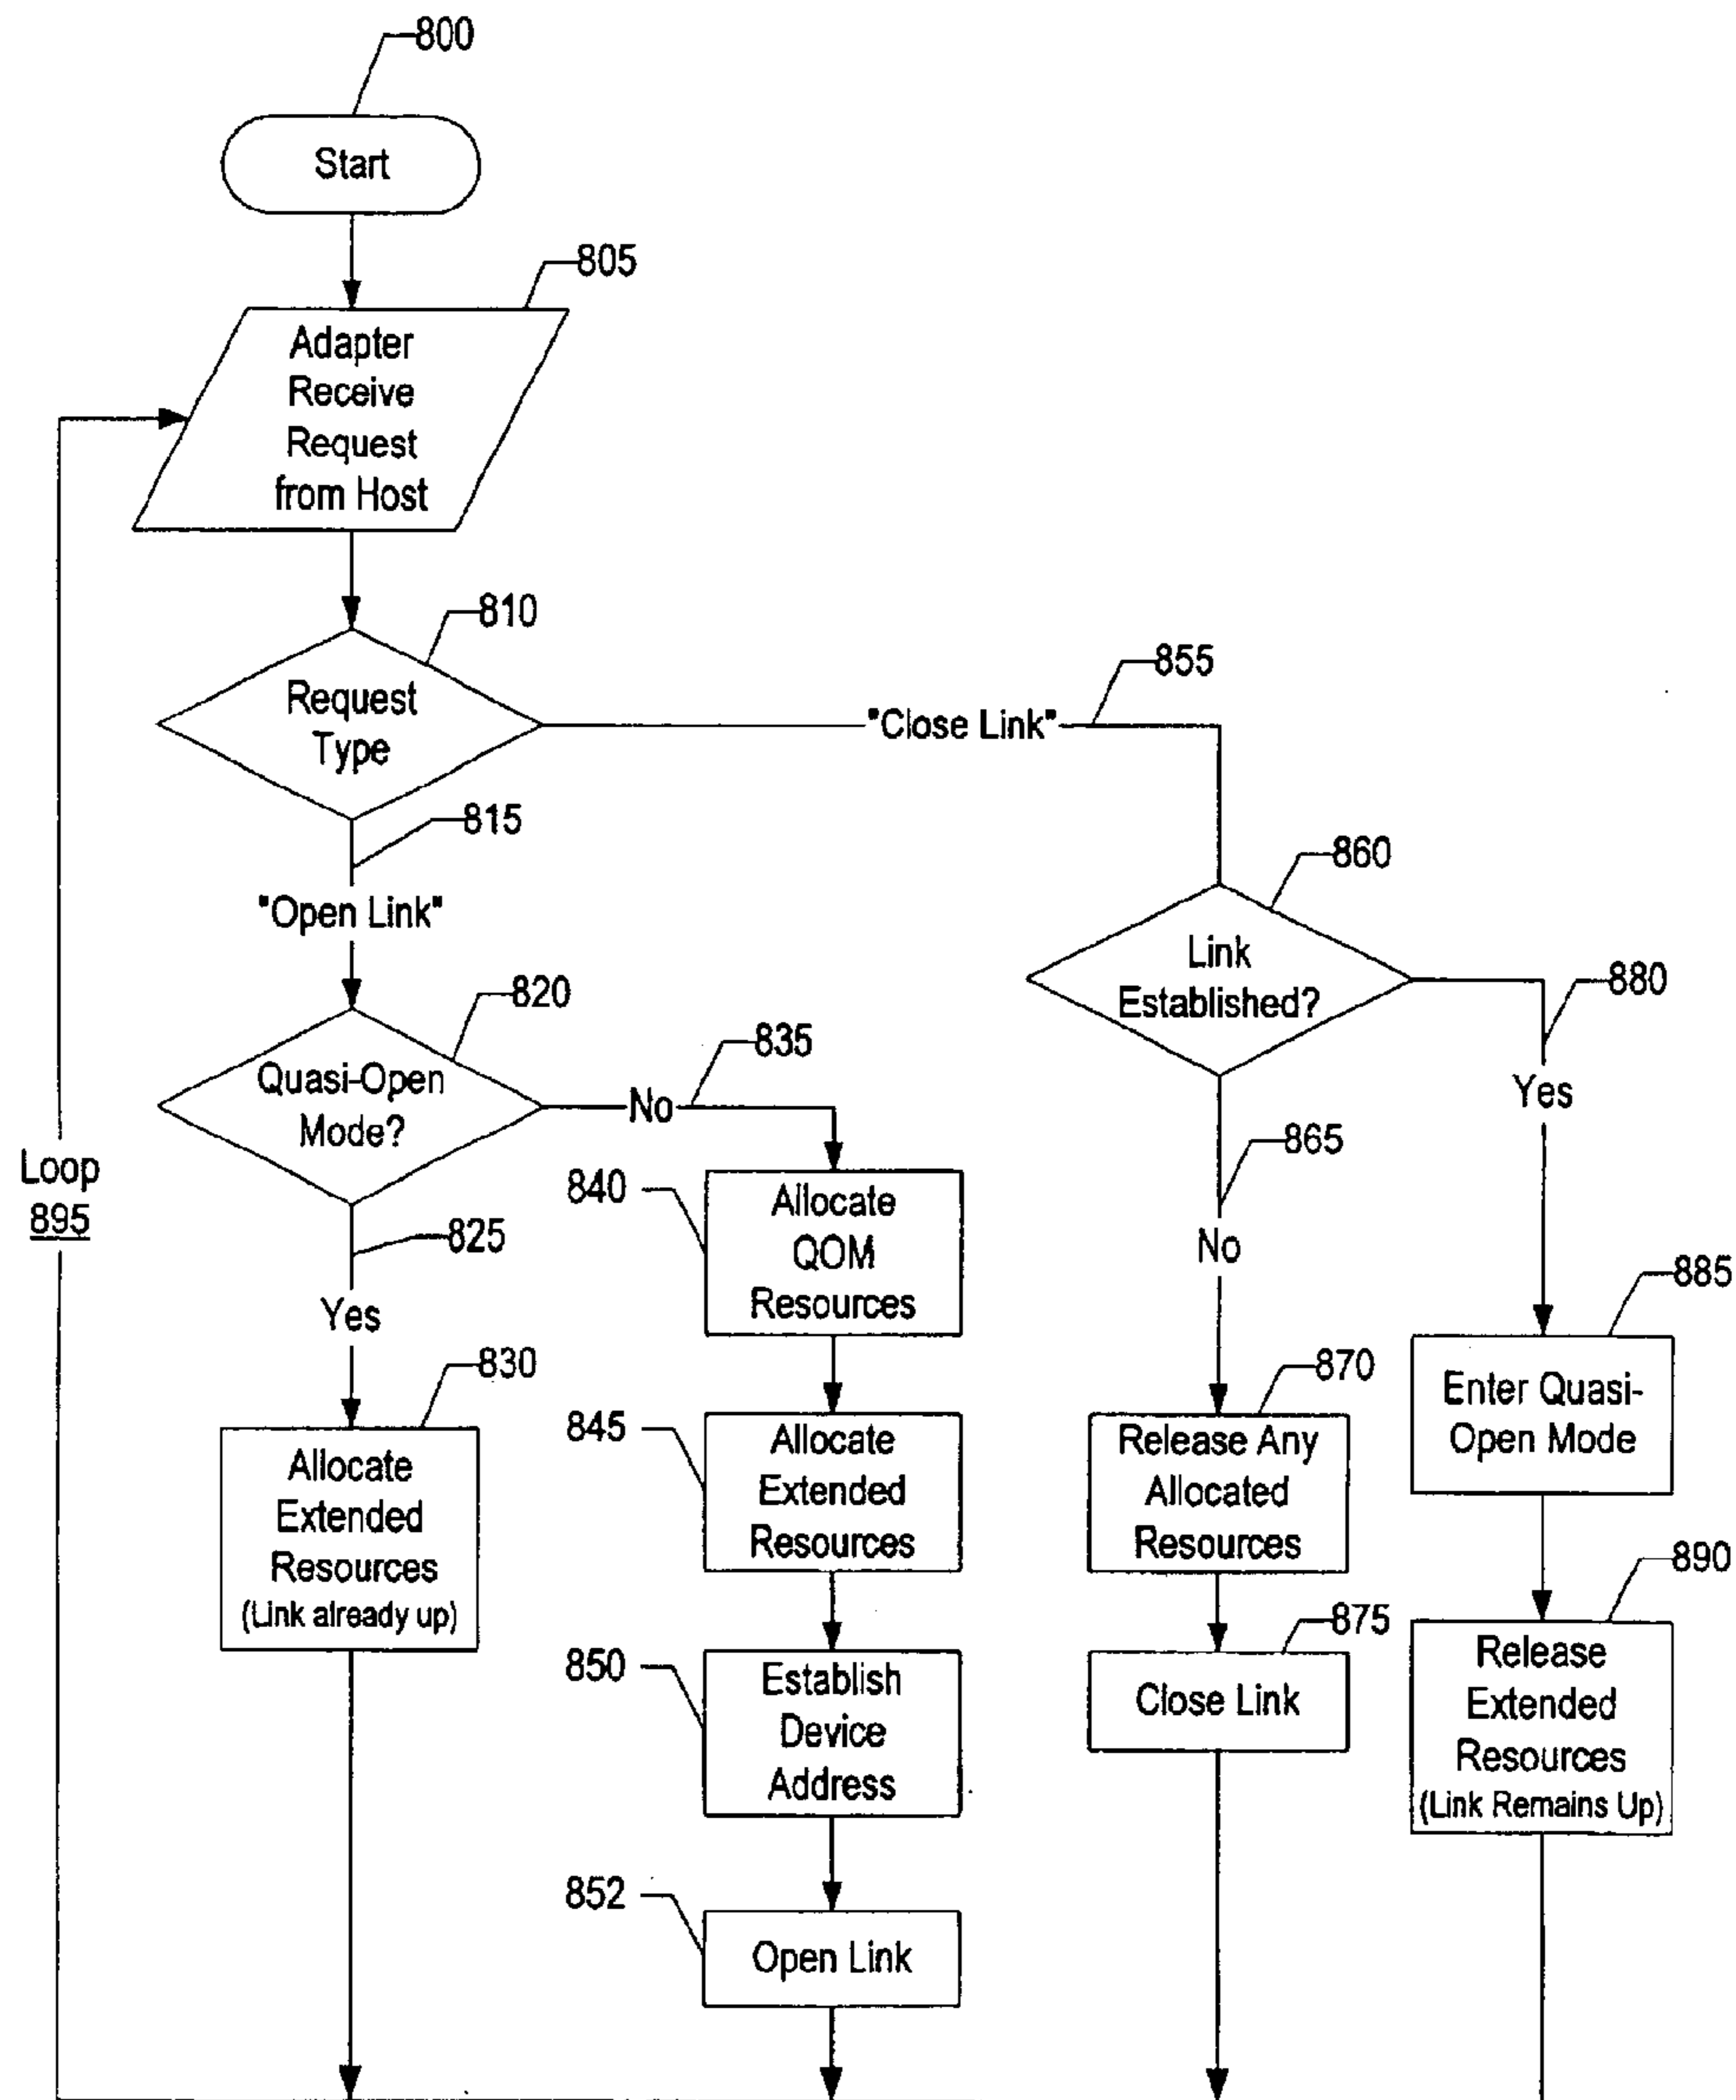 800
Start
805
Adapter
Receive
Request
from Host
810
Request
Type
855
"Close Link"
815
"Open Link"
860
Link
Established?
880
Yes
820
Quasi-Open
Mode?
835
No
865
No
Loop
895
825
Yes
840
Allocate
QOM
Resources
885
Enter Quasi-
Open Mode
830
Allocate
Extended
Resources
(Link already up)
845
Allocate
Extended
Resources
870
Release Any
Allocated
Resources
890
Release
Extended
Resources
(Link Remains Up)
850
Establish
Device
Address
875
Close Link
852
Open Link